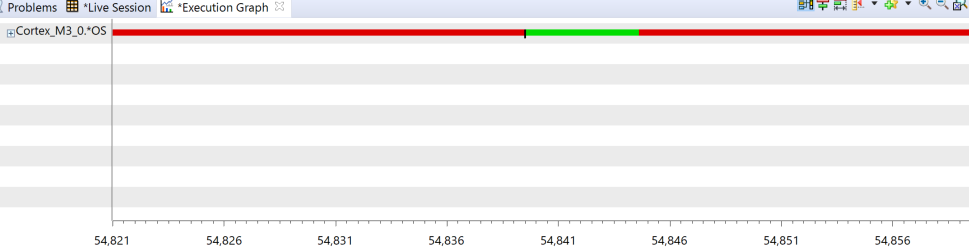 Problems *Live Session *Execution Graph
Cortex_M3_0.*OS
54,821 54,826 54,831 54,836 54,841 54,846 54,851 54,856